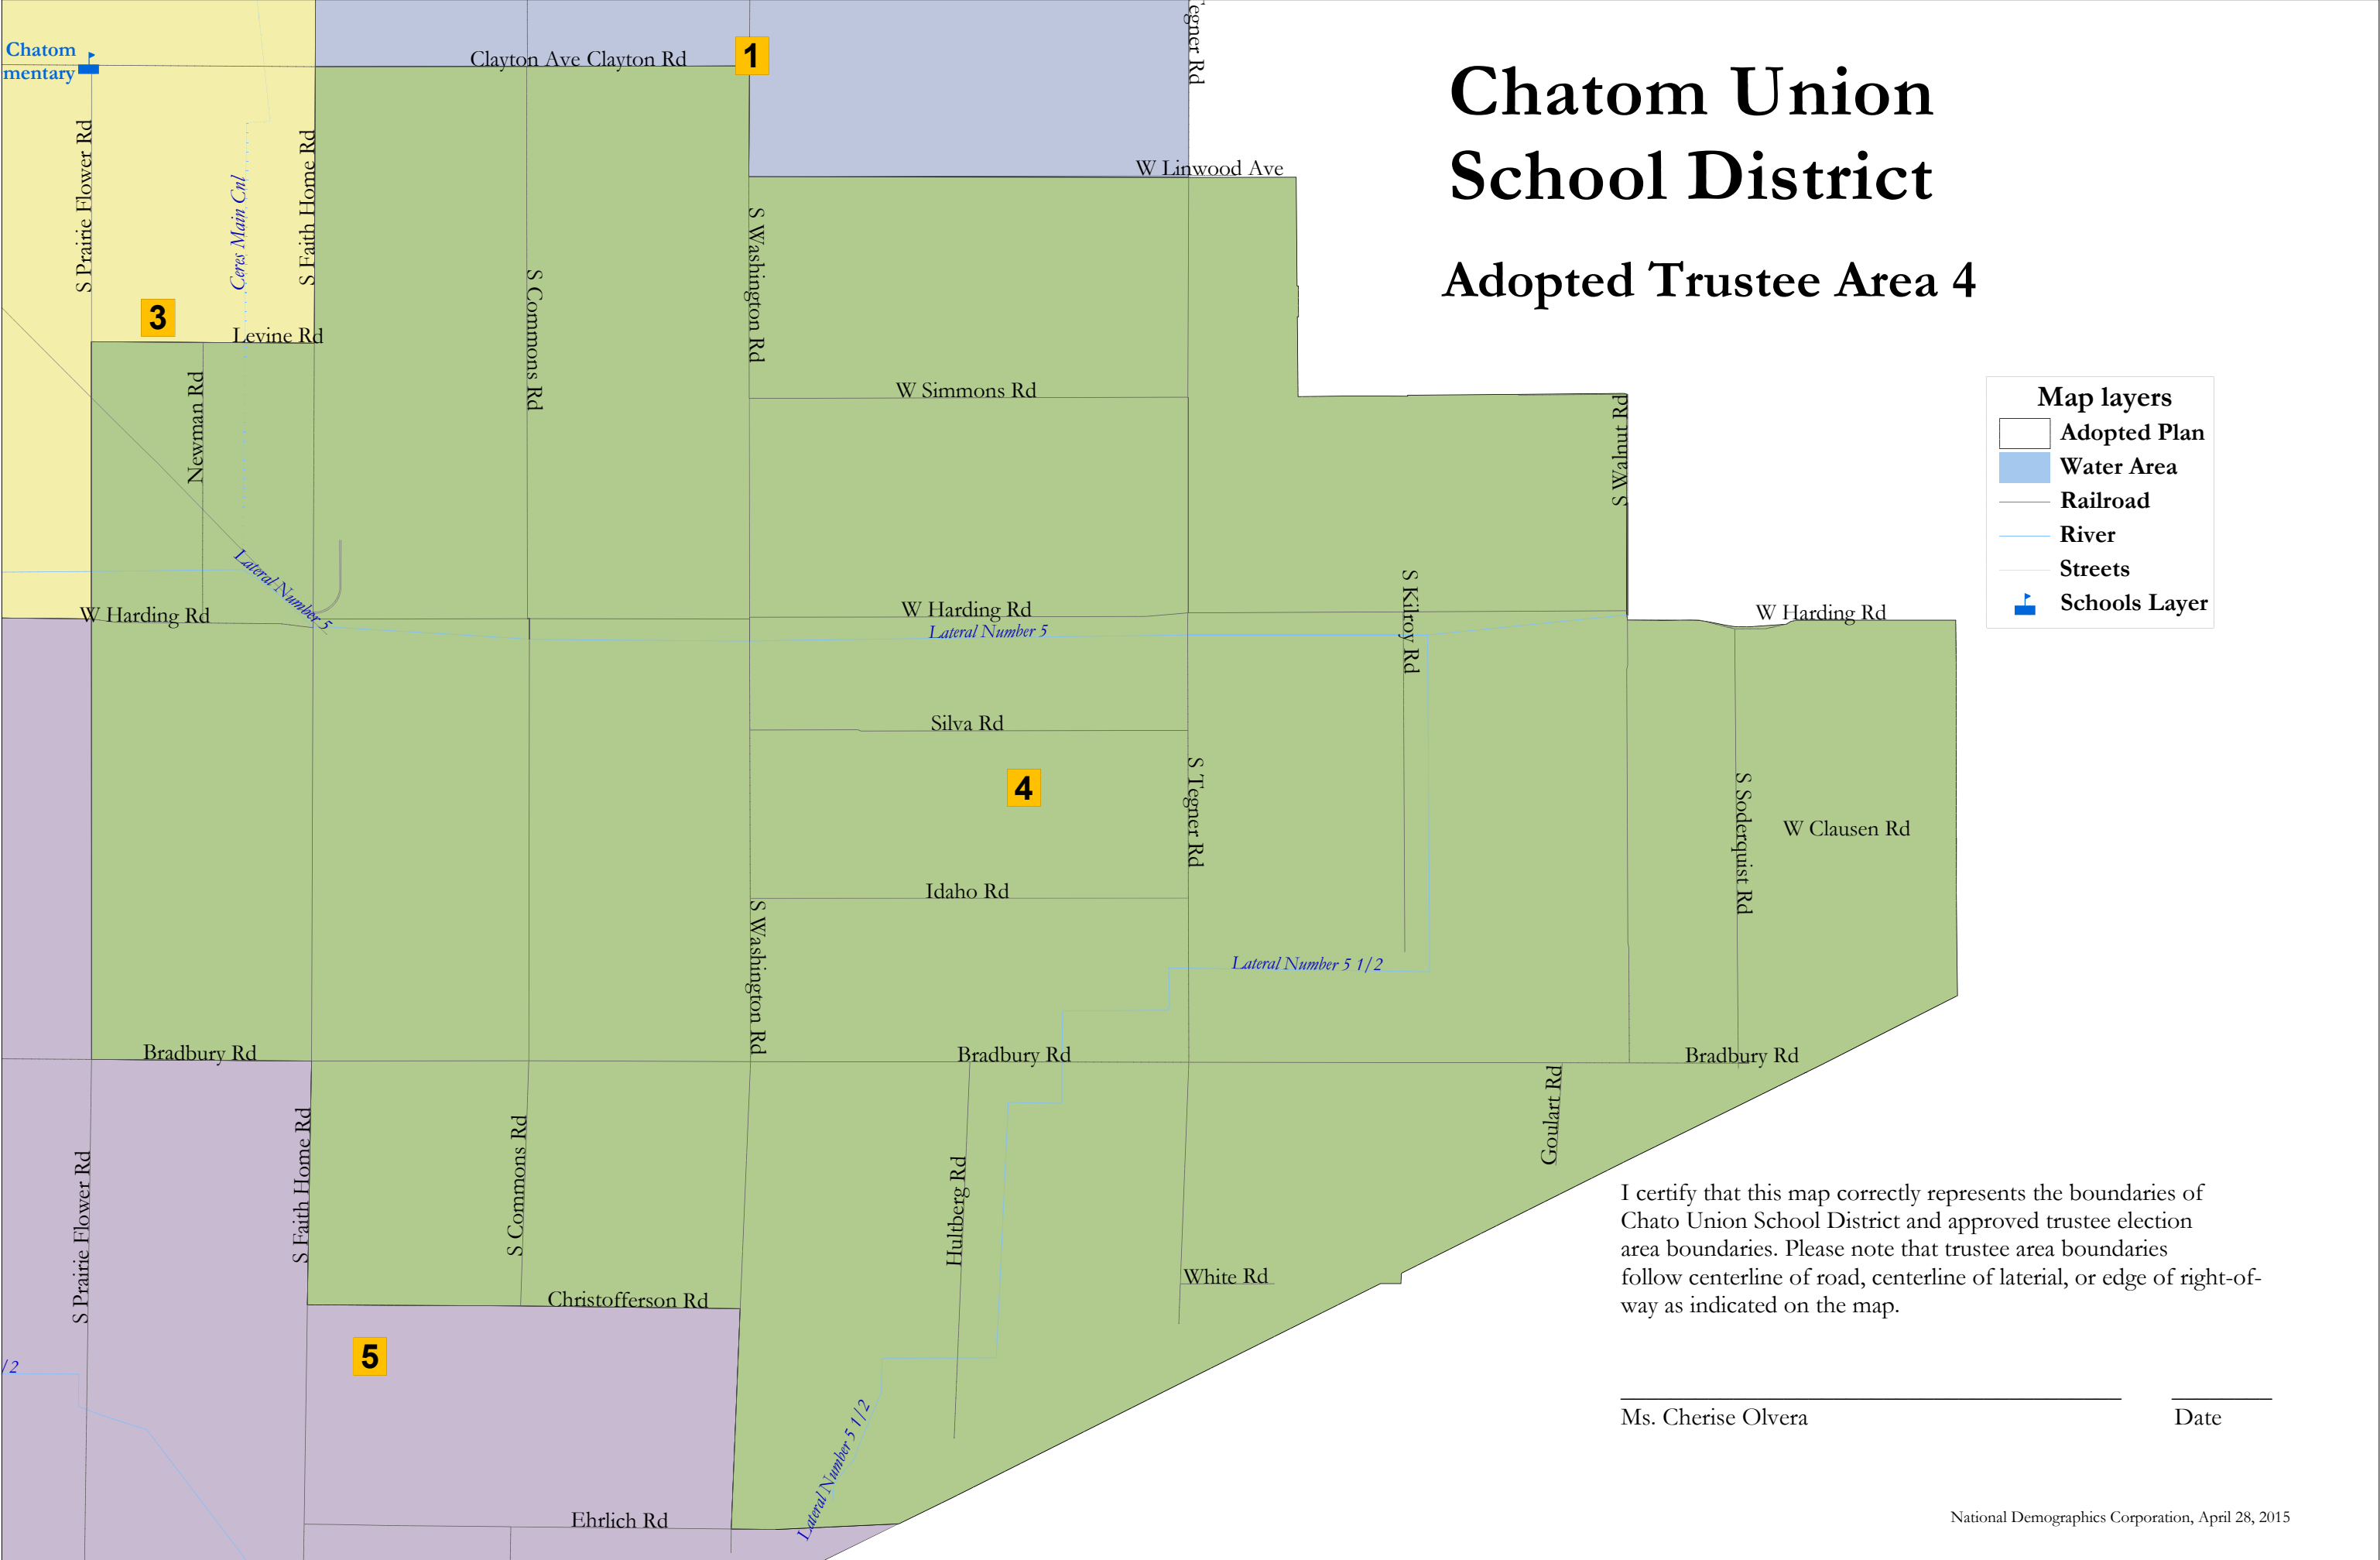 Chatom Union
School District
Adopted Trustee Area 4
Chatom
mentary
Clayton Ave Clayton Rd
1
Tegner Rd
W Linwood Ave
S Prairie Flower Rd
Ceres Main Cnl
S Faith Home Rd
S Commons Rd
S Washington Rd
3
Levine Rd
Newman Rd
W Simmons Rd
S Walnut Rd
Map layers
Adopted Plan
Water Area
Railroad
River
Streets
Schools Layer
Lateral Number 5
W Harding Rd
W Harding Rd
Lateral Number 5
S Kilroy Rd
W Harding Rd
Silva Rd
4
S Tegner Rd
S Soderquist Rd
W Clausen Rd
Idaho Rd
S Washington Rd
Lateral Number 5 1/2
Bradbury Rd
Bradbury Rd
Bradbury Rd
S Prairie Flower Rd
S Faith Home Rd
S Commons Rd
Hultberg Rd
Goulart Rd
White Rd
Christofferson Rd
5
/2
Lateral Number 5 1/2
Ehrlich Rd
I certify that this map correctly represents the boundaries of
Chato Union School District and approved trustee election
area boundaries. Please note that trustee area boundaries
follow centerline of road, centerline of laterial, or edge of right-of-
way as indicated on the map.
Ms. Cherise Olvera
Date
National Demographics Corporation, April 28, 2015